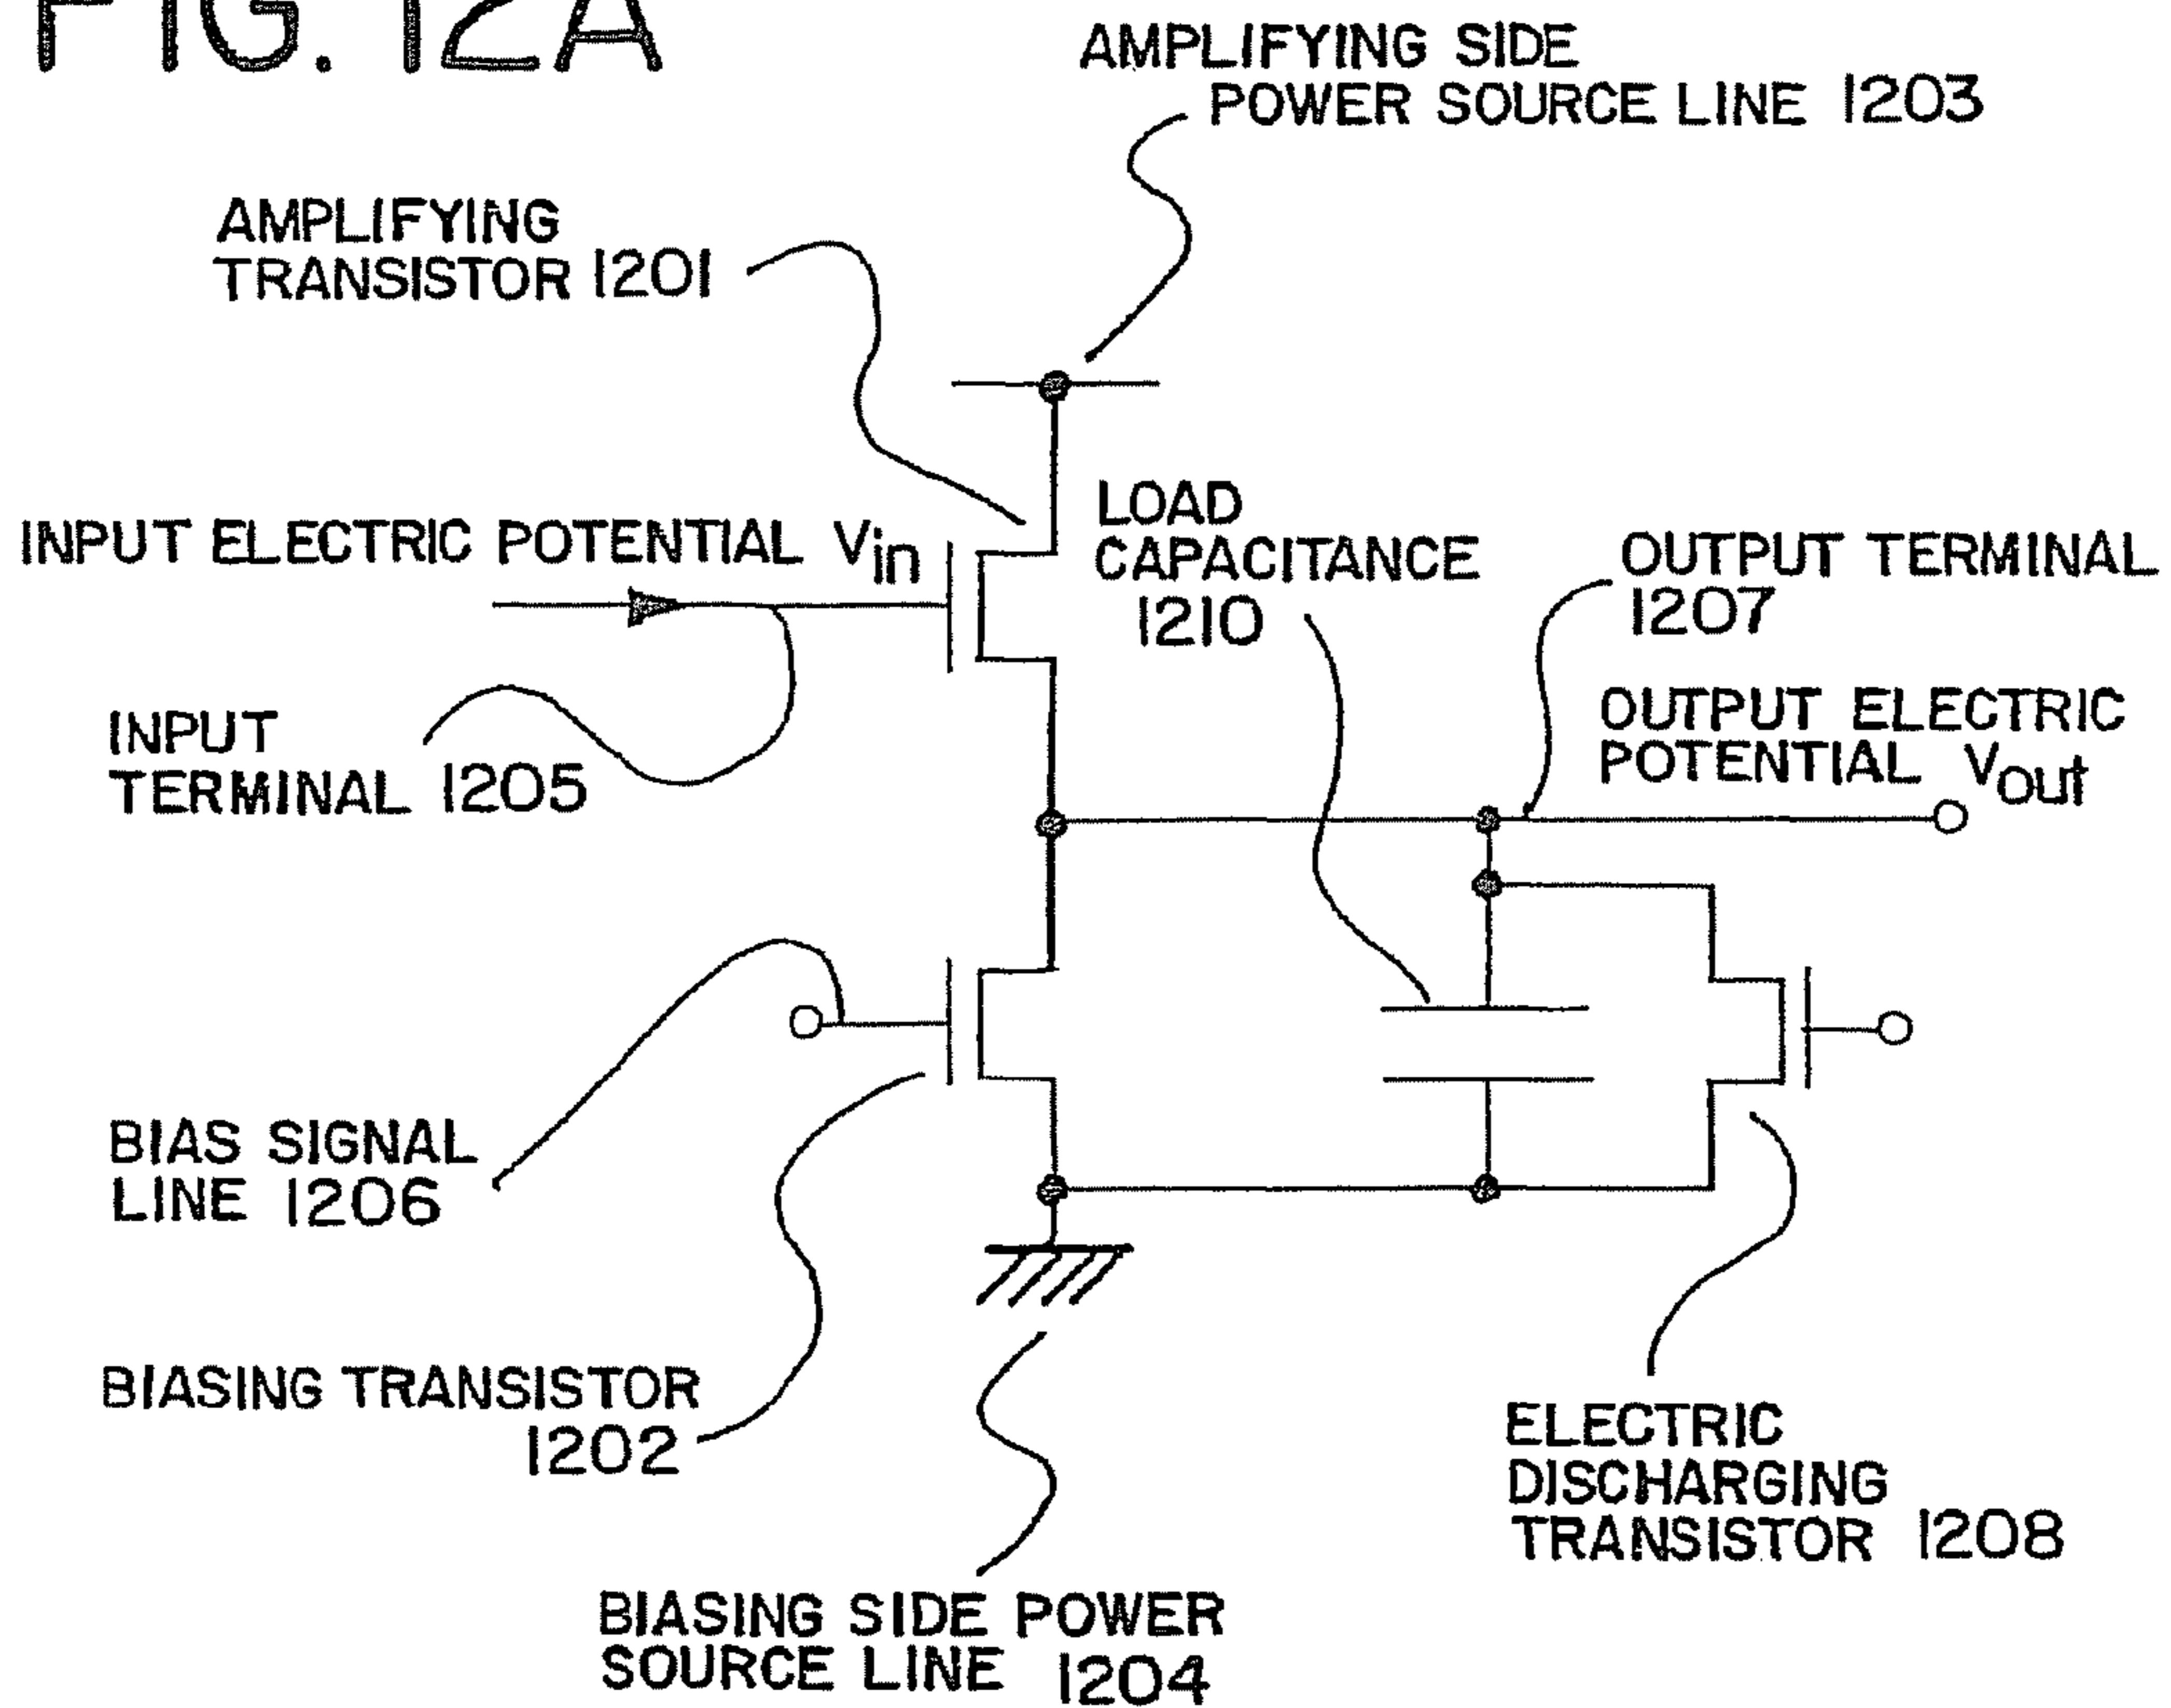 FIG. 12A
AMPLIFYING SIDE
POWER SOURCE LINE 1203
AMPLIFYING
TRANSISTOR 1201
INPUT ELECTRIC POTENTIAL Vin
LOAD
CAPACITANCE
1210
OUTPUT TERMINAL
1207
OUTPUT ELECTRIC
POTENTIAL Vout
INPUT
TERMINAL 1205
BIAS SIGNAL
LINE 1206
BIASING TRANSISTOR
1202
ELECTRIC
DISCHARGING
TRANSISTOR 1208
BIASING SIDE POWER
SOURCE LINE 1204